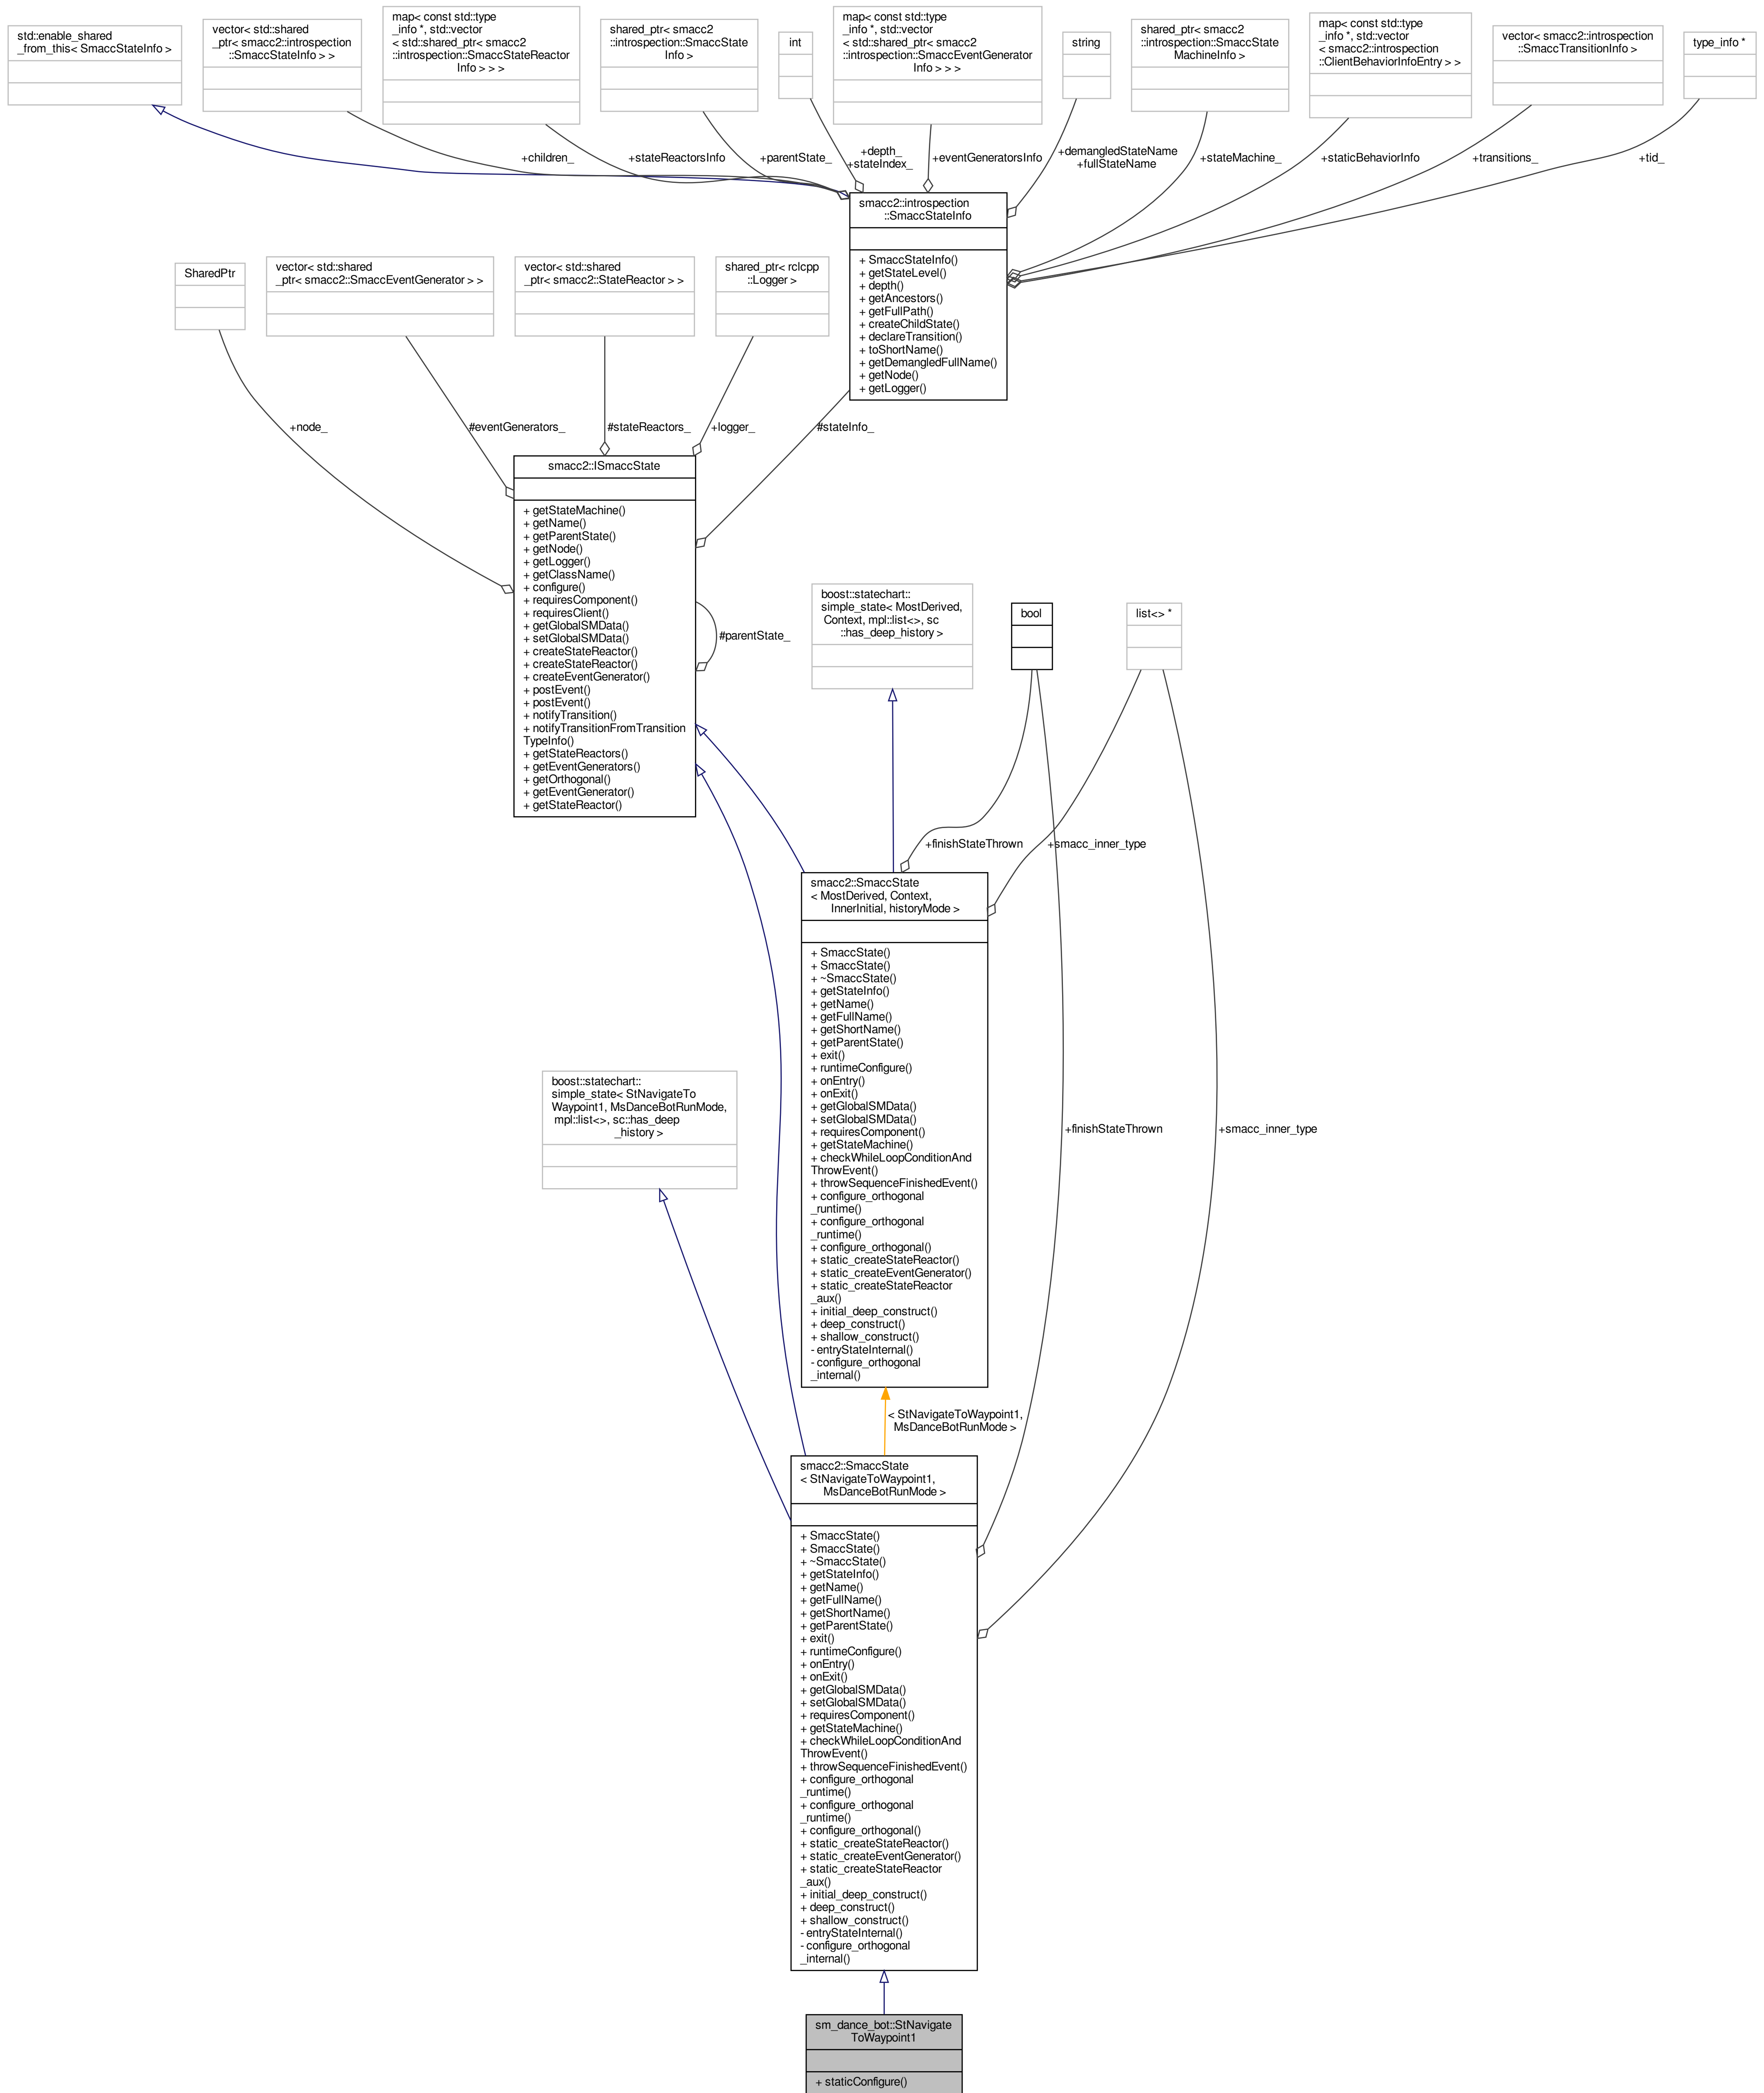 std::enable_shared
_from_this< SmaccStateInfo >
vector< std::shared
_ptr< smacc2::introspection
::SmaccStateInfo > >
map< const std::type
_info *, std::vector
< std::shared_ptr< smacc2
::introspection::SmaccStateReactor
Info > > >
shared_ptr< smacc2
::introspection::SmaccState
Info >
int
map< const std::type
_info *, std::vector
< std::shared_ptr< smacc2
::introspection::SmaccEventGenerator
Info > > >
string
shared_ptr< smacc2
::introspection::SmaccState
MachineInfo >
map< const std::type
_info *, std::vector
< smacc2::introspection
::ClientBehaviorInfoEntry > >
vector< smacc2::introspection
::SmaccTransitionInfo >
type_info *
+children_
+stateReactorsInfo
+parentState_
+depth_
+stateIndex_
+eventGeneratorsInfo
+demangledStateName
+fullStateName
+stateMachine_
+staticBehaviorInfo
+transitions_
+tid_
smacc2::introspection
::SmaccStateInfo
+ SmaccStateInfo()
+ getStateLevel()
+ depth()
+ getAncestors()
+ getFullPath()
+ createChildState()
+ declareTransition()
+ toShortName()
+ getDemangledFullName()
+ getNode()
+ getLogger()
SharedPtr
vector< std::shared
_ptr< smacc2::SmaccEventGenerator > >
vector< std::shared
_ptr< smacc2::StateReactor > >
shared_ptr< rclcpp
::Logger >
+node_
#eventGenerators_
#stateReactors_
+logger_
#stateInfo_
smacc2::ISmaccState
+ getStateMachine()
+ getName()
+ getParentState()
+ getNode()
+ getLogger()
+ getClassName()
+ configure()
+ requiresComponent()
+ requiresClient()
+ getGlobalSMData()
+ setGlobalSMData()
+ createStateReactor()
+ createStateReactor()
+ createEventGenerator()
+ postEvent()
+ postEvent()
+ notifyTransition()
+ notifyTransitionFromTransition
TypeInfo()
+ getStateReactors()
+ getEventGenerators()
+ getOrthogonal()
+ getEventGenerator()
+ getStateReactor()
#parentState_
boost::statechart::
simple_state< MostDerived,
Context, mpl::list<>, sc
::has_deep_history >
bool
list<> *
+finishStateThrown
+smacc_inner_type
smacc2::SmaccState
< MostDerived, Context,
InnerInitial, historyMode >
+ SmaccState()
+ SmaccState()
+ ~SmaccState()
+ getStateInfo()
+ getName()
+ getFullName()
+ getShortName()
+ getParentState()
+ exit()
+ runtimeConfigure()
+ onEntry()
+ onExit()
+ getGlobalSMData()
+ setGlobalSMData()
+ requiresComponent()
+ getStateMachine()
+ checkWhileLoopConditionAnd
ThrowEvent()
+ throwSequenceFinishedEvent()
+ configure_orthogonal
_runtime()
+ configure_orthogonal
_runtime()
+ configure_orthogonal()
+ static_createStateReactor()
+ static_createEventGenerator()
+ static_createStateReactor
_aux()
+ initial_deep_construct()
+ deep_construct()
+ shallow_construct()
- entryStateInternal()
- configure_orthogonal
_internal()
boost::statechart::
simple_state< StNavigateTo
Waypoint1, MsDanceBotRunMode,
mpl::list<>, sc::has_deep
_history >
+finishStateThrown
+smacc_inner_type
< StNavigateToWaypoint1,
MsDanceBotRunMode >
smacc2::SmaccState
< StNavigateToWaypoint1,
MsDanceBotRunMode >
+ SmaccState()
+ SmaccState()
+ ~SmaccState()
+ getStateInfo()
+ getName()
+ getFullName()
+ getShortName()
+ getParentState()
+ exit()
+ runtimeConfigure()
+ onEntry()
+ onExit()
+ getGlobalSMData()
+ setGlobalSMData()
+ requiresComponent()
+ getStateMachine()
+ checkWhileLoopConditionAnd
ThrowEvent()
+ throwSequenceFinishedEvent()
+ configure_orthogonal
_runtime()
+ configure_orthogonal
_runtime()
+ configure_orthogonal()
+ static_createStateReactor()
+ static_createEventGenerator()
+ static_createStateReactor
_aux()
+ initial_deep_construct()
+ deep_construct()
+ shallow_construct()
- entryStateInternal()
- configure_orthogonal
_internal()
sm_dance_bot::StNavigate
ToWaypoint1
+ staticConfigure()